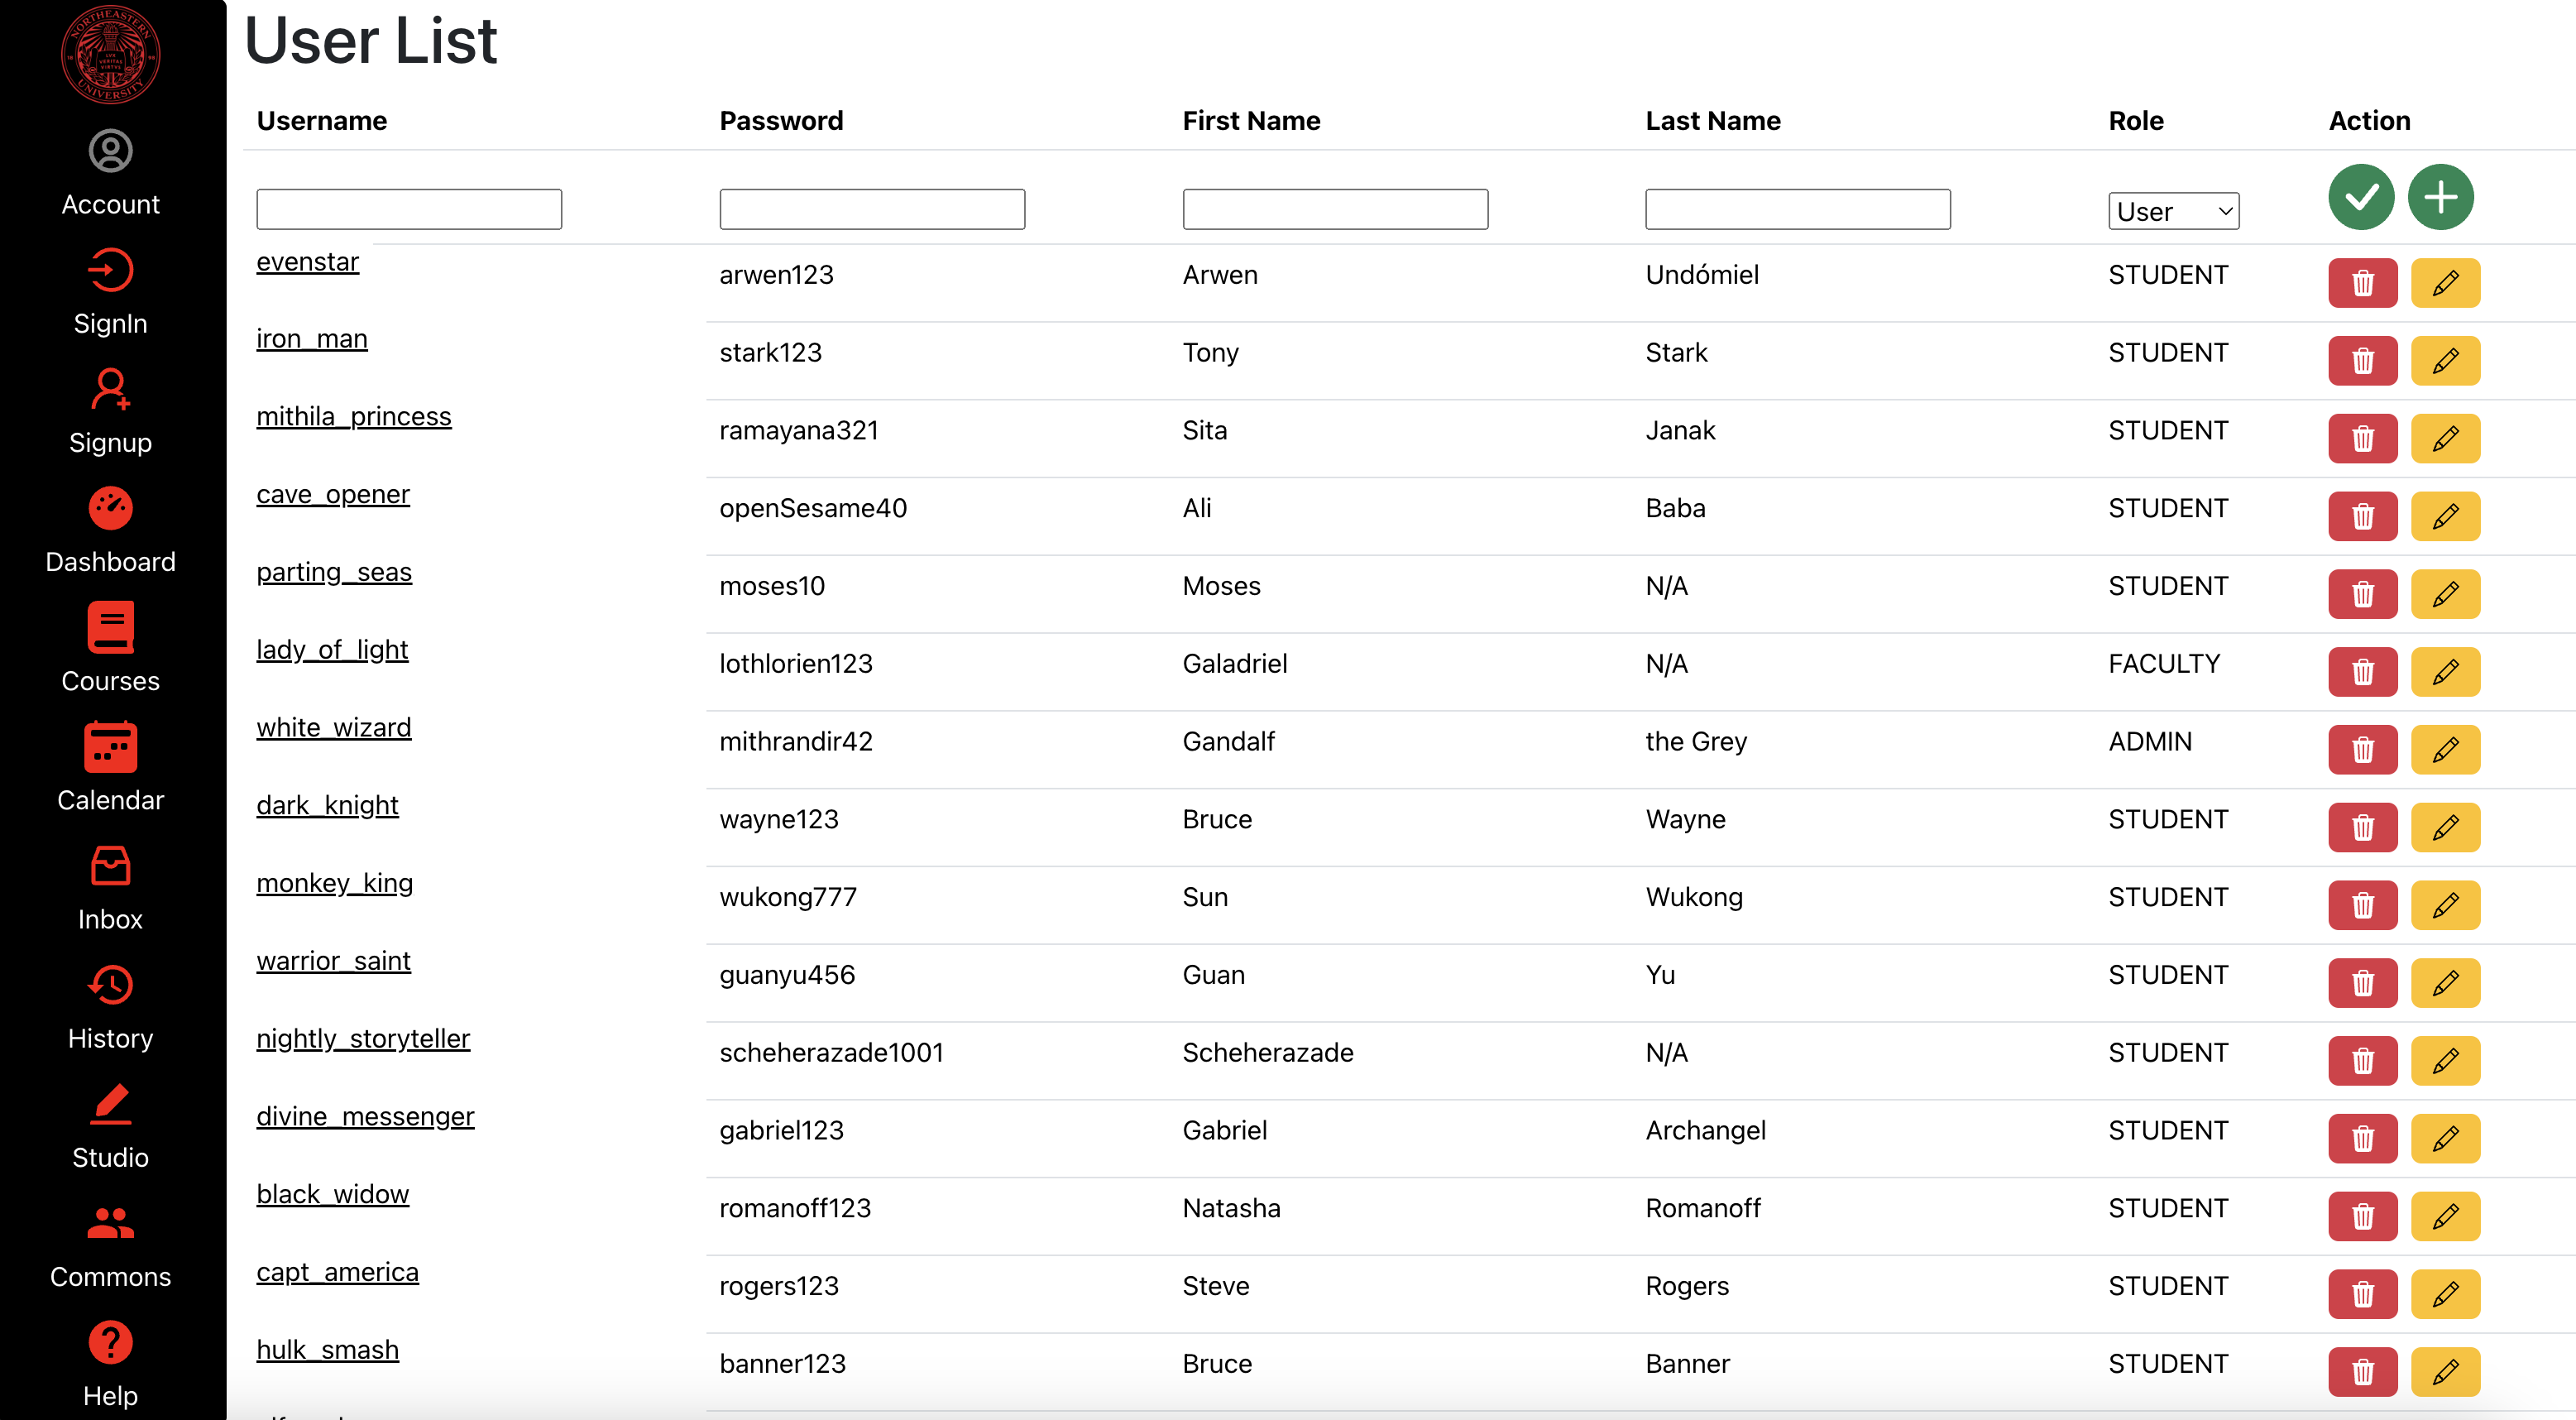 NORTHEASTERN UNIVERSITY
LUX VERITAS VIRTUS
Account
SignIn
Signup
Dashboard
Courses
Calendar
Inbox
History
Studio
Commons
Help
User List
Username Password First Name Last Name Role Action
User
evenstar arwen123 Arwen Undómiel STUDENT
iron_man stark123 Tony Stark STUDENT
mithila_princess ramayana321 Sita Janak STUDENT
cave_opener openSesame40 Ali Baba STUDENT
parting_seas moses10 Moses N/A STUDENT
lady_of_light lothlorien123 Galadriel N/A FACULTY
white_wizard mithrandir42 Gandalf the Grey ADMIN
dark_knight wayne123 Bruce Wayne STUDENT
monkey_king wukong777 Sun Wukong STUDENT
warrior_saint guanyu456 Guan Yu STUDENT
nightly_storyteller scheherazade1001 Scheherazade N/A STUDENT
divine_messenger gabriel123 Gabriel Archangel STUDENT
black_widow romanoff123 Natasha Romanoff STUDENT
capt_america rogers123 Steve Rogers STUDENT
hulk_smash banner123 Bruce Banner STUDENT